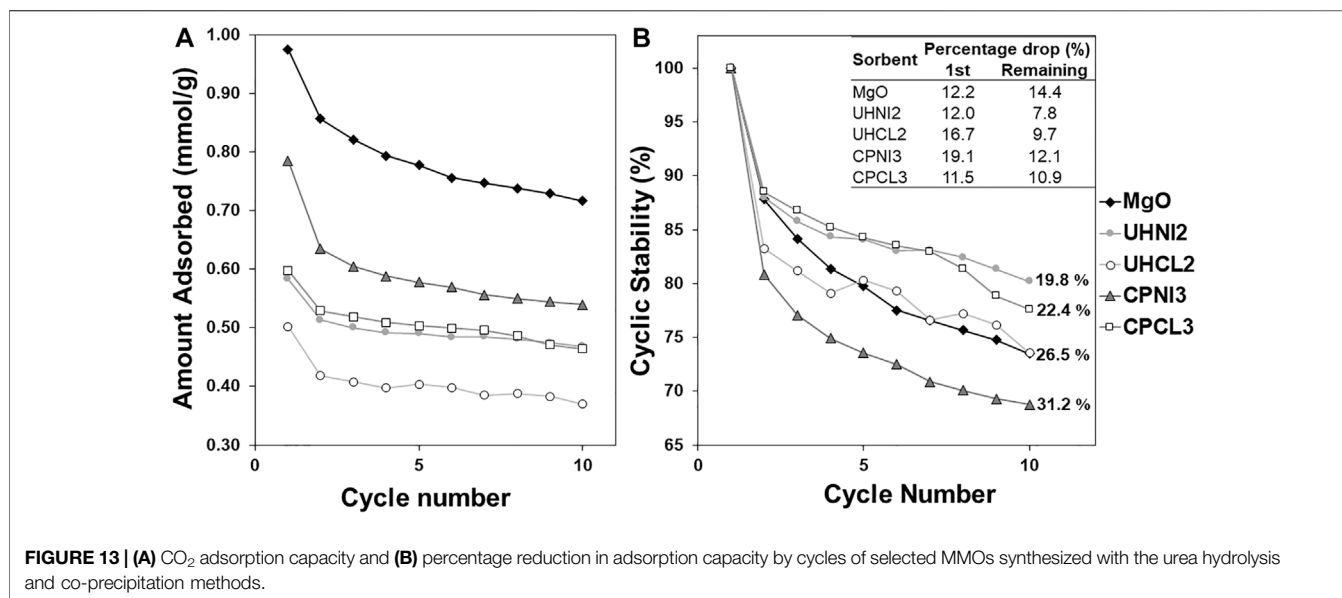 A
Amount Adsorbed (mmol/g)
1.00
0.90
0.80
0.70
0.60
0.50
0.40
0.30
0 5 10
Cycle number
B
Cyclic Stability (%)
100
95
90
85
80
75
70
65
0 5 10
Cycle Number
Sorbent Percentage drop (%)
1st Remaining
MgO 12.2 14.4
UHNI2 12.0 7.8
UHCL2 16.7 9.7
CPNI3 19.1 12.1
CPCL3 11.5 10.9
19.8 %
22.4 %
26.5 %
31.2 %
MgO
UHNI2
UHCL2
CPNI3
CPCL3
FIGURE 13 | (A) CO₂ adsorption capacity and (B) percentage reduction in adsorption capacity by cycles of selected MMOs synthesized with the urea hydrolysis
and co-precipitation methods.